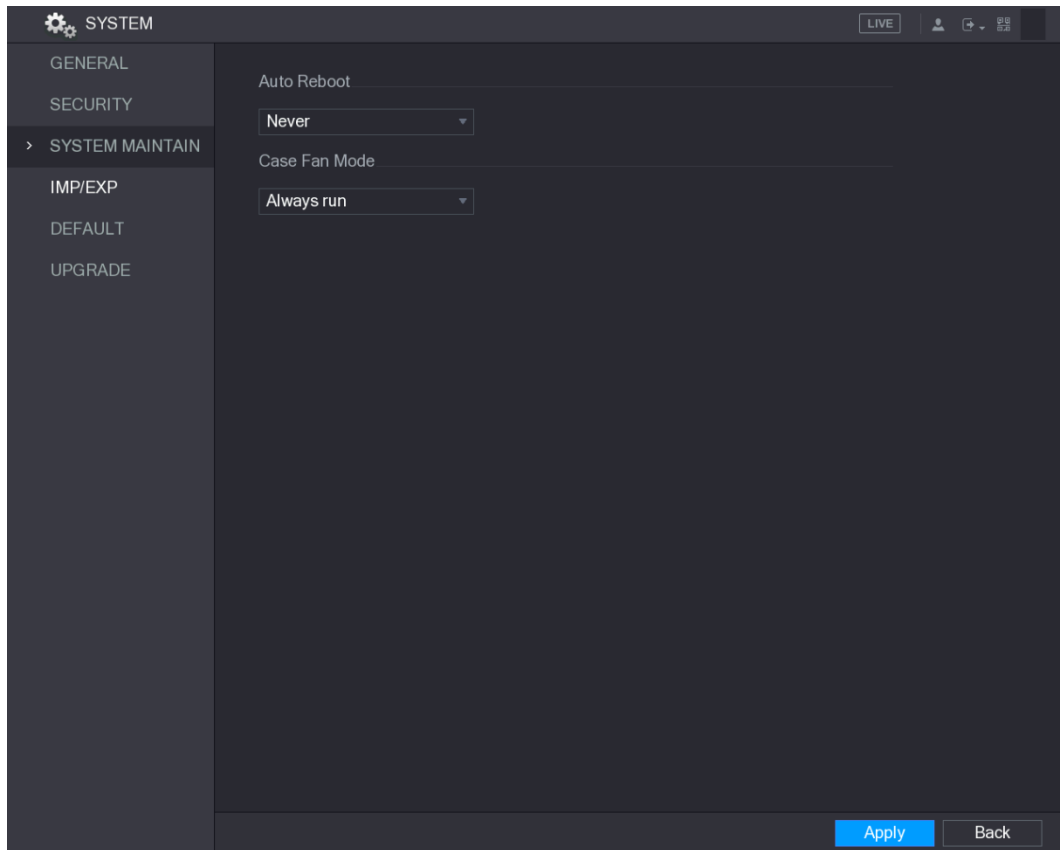 SYSTEM
LIVE
GENERAL
SECURITY
SYSTEM MAINTAIN
IMP/EXP
DEFAULT
UPGRADE
Auto Reboot
Never
Case Fan Mode
Always run
Apply
Back